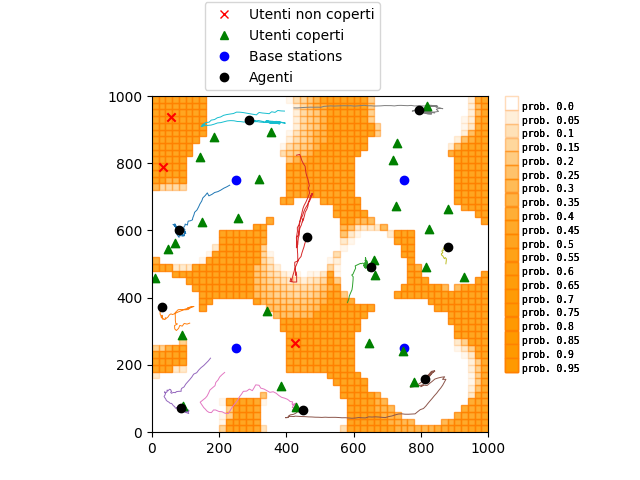 Utenti non coperti
Utenti coperti
Base stations
Agenti
1000
800
600
400
200
0
0
200
400
600
800
1000
prob. 0.0
prob. 0.05
prob. 0.1
prob. 0.15
prob. 0.2
prob. 0.25
prob. 0.3
prob. 0.35
prob. 0.4
prob. 0.45
prob. 0.5
prob. 0.55
prob. 0.6
prob. 0.65
prob. 0.7
prob. 0.75
prob. 0.8
prob. 0.85
prob. 0.9
prob. 0.95